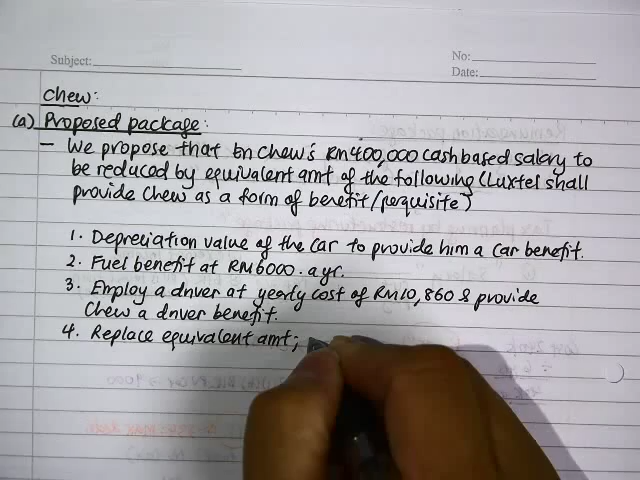 Subject:
No:
Date:
Chew:
(a) Proposed package:
– We propose that En Chew's RM400,000 cash based salary to
be reduced by equivalent amt of the following (Luxtel shall
provide Chew as a form of benefit/perquisite)
1. Depreciation value of the car to provide him a car benefit.
2. Fuel benefit at RM6000. a yr.
3. Employ a driver at yearly cost of RM10,860 & provide
Chew a driver benefit.
4. Replace equivalent amt;